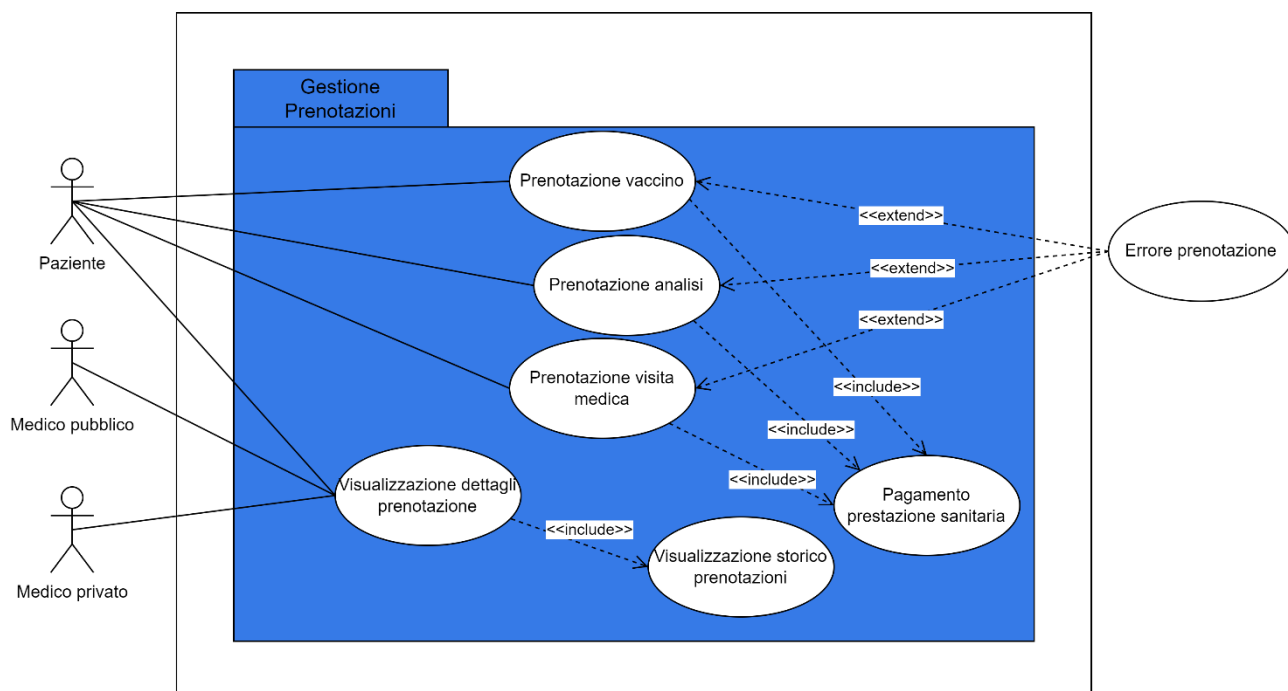 Gestione
Prenotazioni
Prenotazione vaccino
<<extend>>
Paziente
Errore prenotazione
<<extend>>
Prenotazione analisi
<<extend>>
Prenotazione visita
medica
<<include>>
Medico pubblico
<<include>>
<<include>>
Visualizzazione dettagli
prenotazione
Pagamento
prestazione sanitaria
<<include>>
Visualizzazione storico
prenotazioni
Medico privato